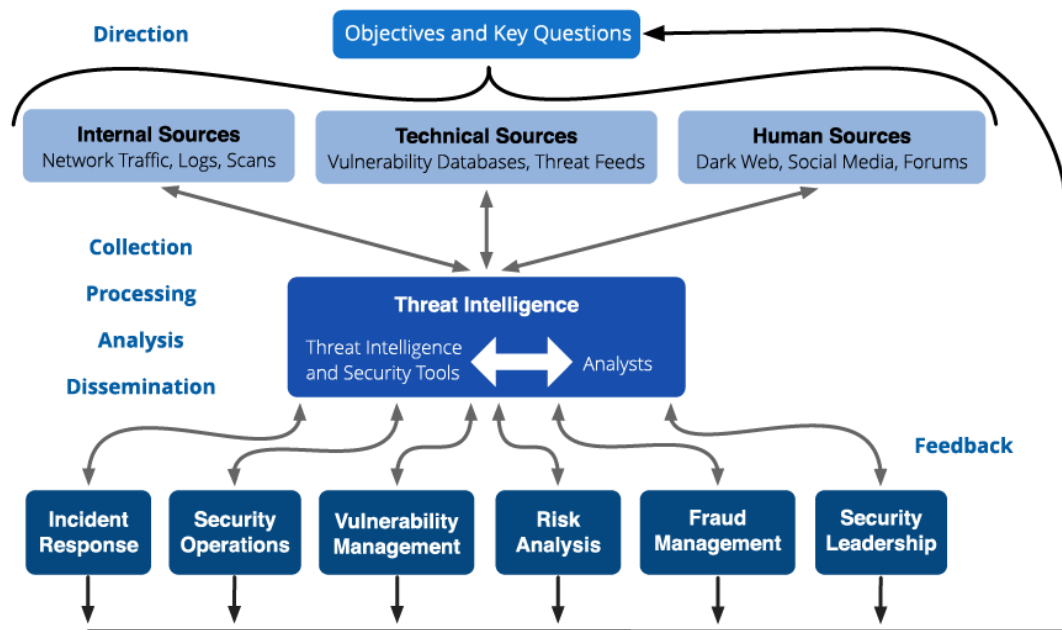 Direction
Objectives and Key Questions
Internal Sources
Network Traffic, Logs, Scans
Technical Sources
Vulnerability Databases, Threat Feeds
Human Sources
Dark Web, Social Media, Forums
Collection
Processing
Analysis
Dissemination
Threat Intelligence
Threat Intelligence
and Security Tools
Analysts
Feedback
Incident
Response
Security
Operations
Vulnerability
Management
Risk
Analysis
Fraud
Management
Security
Leadership